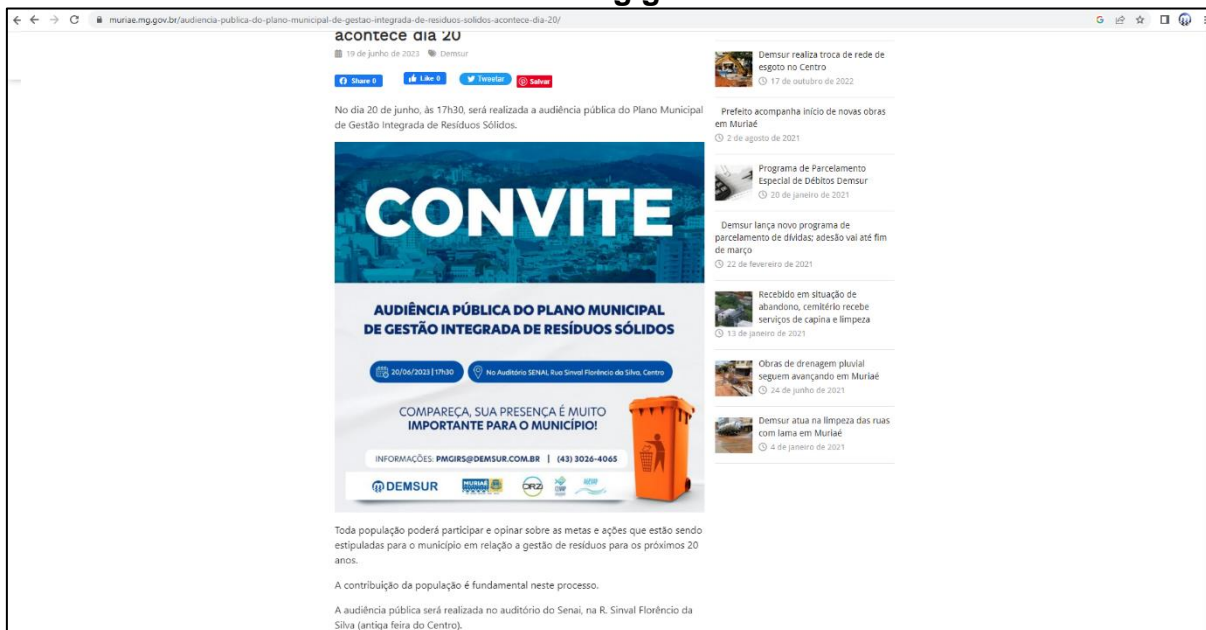 muriae.mg.gov.br/audiencia-publica-do-plano-municipal-de-gestao-integrada-de-residuos-solidos-acontece-dia-20/
acontece dia 20
19 de junho de 2023 Demsur
Share 0 Like 0 Tweetar Salvar
No dia 20 de junho, às 17h30, será realizada a audiência pública do Plano Municipal
de Gestão Integrada de Resíduos Sólidos.
CONVITE
AUDIÊNCIA PÚBLICA DO PLANO MUNICIPAL
DE GESTÃO INTEGRADA DE RESÍDUOS SÓLIDOS
20/06/2023 | 17h30 No Auditório SENAI, Rua Sinval Florêncio da Silva, Centro
COMPAREÇA, SUA PRESENÇA É MUITO
IMPORTANTE PARA O MUNICÍPIO!
INFORMAÇÕES: PMGIRS@DEMSUR.COM.BR | (43) 3026-4065
DEMSUR MURIAÉ DRZ
Toda população poderá participar e opinar sobre as metas e ações que estão sendo
estipuladas para o município em relação a gestão de resíduos para os próximos 20
anos.
A contribuição da população é fundamental neste processo.
A audiência pública será realizada no auditório do Senai, na R. Sinval Florêncio da
Silva (antiga feira do Centro).
Demsur realiza troca de rede de
esgoto no Centro
17 de outubro de 2022
Prefeito acompanha início de novas obras
em Muriaé
2 de agosto de 2021
Programa de Parcelamento
Especial de Débitos Demsur
20 de janeiro de 2021
Demsur lança novo programa de
parcelamento de dívidas; adesão vai até fim
de março
22 de fevereiro de 2021
Recebido em situação de
abandono, cemitério recebe
serviços de capina e limpeza
13 de janeiro de 2021
Obras de drenagem pluvial
seguem avançando em Muriaé
24 de junho de 2021
Demsur atua na limpeza das ruas
com lama em Muriaé
4 de janeiro de 2021